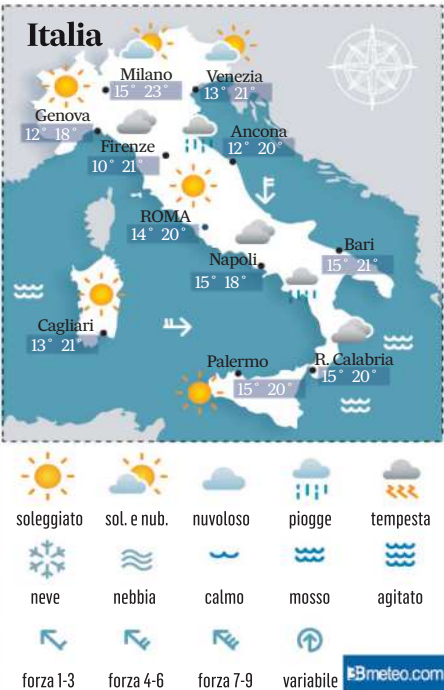 Italia
Milano
15° 23°
Venezia
13° 21°
Genova
12° 18°
Firenze
10° 21°
Ancona
12° 20°
ROMA
14° 20°
Napoli
15° 18°
Bari
15° 21°
Cagliari
13° 21°
Palermo
15° 20°
R. Calabria
15° 20°
soleggiato sol. e nub. nuvoloso piogge tempesta
neve nebbia calmo mosso agitato
forza 1-3 forza 4-6 forza 7-9 variabile
3Bmeteo.com